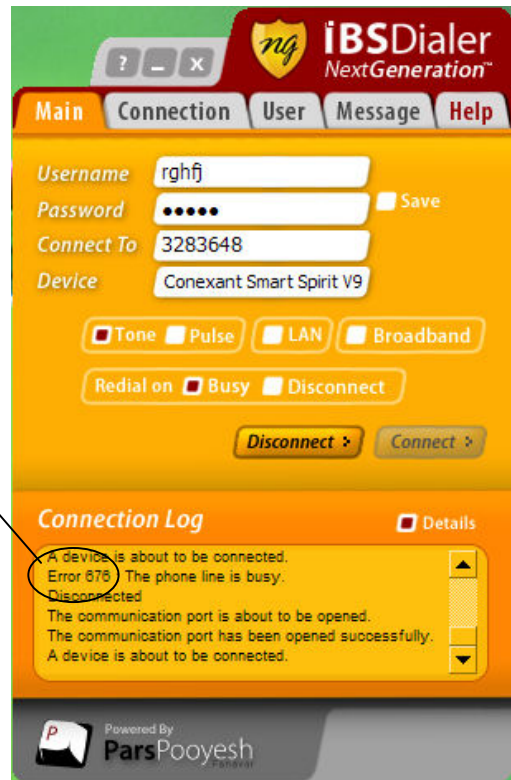 ? – x
ng
iBSDialer
NextGeneration™
Main Connection User Message Help
Username rghfj
Password ••••• Save
Connect To 3283648
Device Conexant Smart Spirit V9
Tone Pulse LAN Broadband
Redial on Busy Disconnect
Disconnect Connect
Connection Log Details
A device is about to be connected.
Error 676 The phone line is busy.
Disconnected
The communication port is about to be opened.
The communication port has been opened successfully.
A device is about to be connected.
P
Powered By
ParsPooyesh
Fanavar